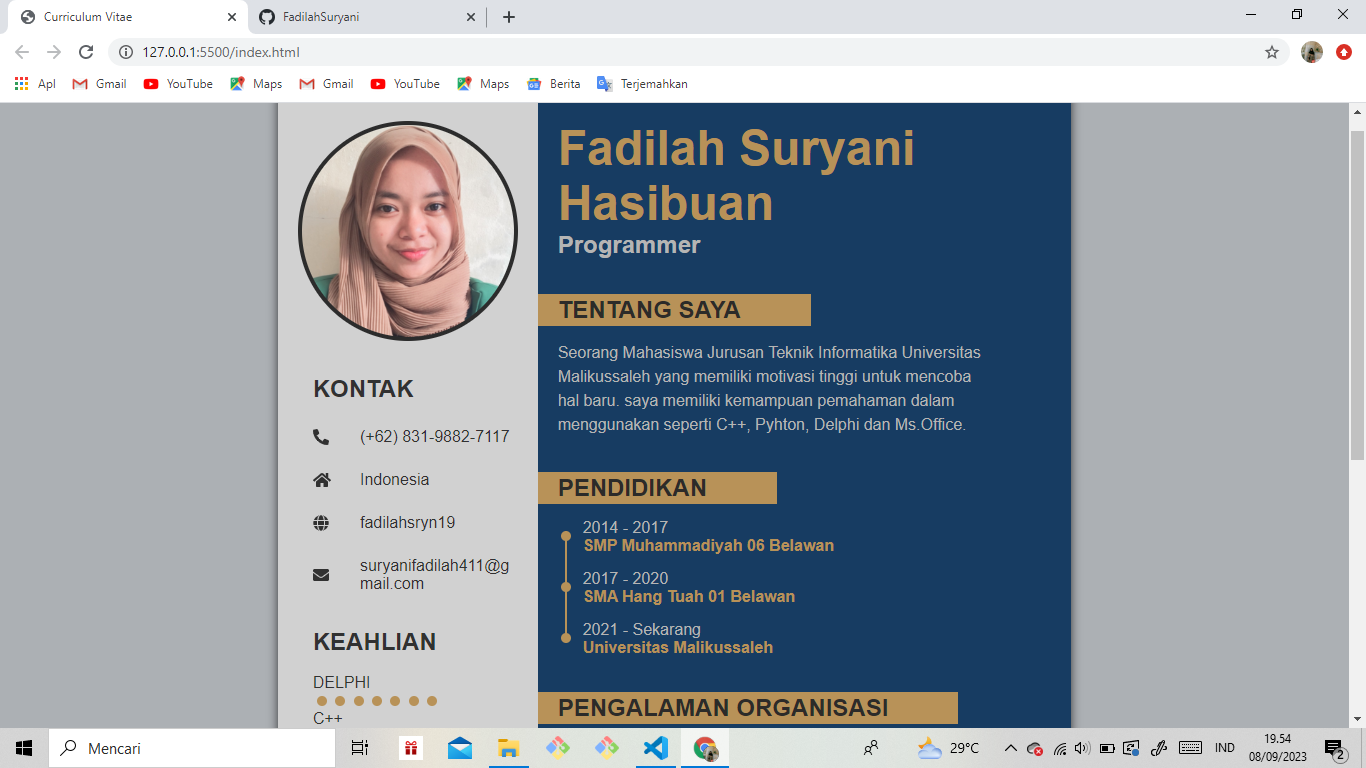 Curriculum Vitae
FadilahSuryani
127.0.0.1:5500/index.html
Apl
Gmail
YouTube
Maps
Gmail
YouTube
Maps
Berita
Terjemahkan
Fadilah Suryani
Hasibuan
Programmer
TENTANG SAYA
Seorang Mahasiswa Jurusan Teknik Informatika Universitas
Malikussaleh yang memiliki motivasi tinggi untuk mencoba
hal baru. saya memiliki kemampuan pemahaman dalam
menggunakan seperti C++, Pyhton, Delphi dan Ms.Office.
PENDIDIKAN
2014 - 2017
SMP Muhammadiyah 06 Belawan
2017 - 2020
SMA Hang Tuah 01 Belawan
2021 - Sekarang
Universitas Malikussaleh
PENGALAMAN ORGANISASI
KONTAK
(+62) 831-9882-7117
Indonesia
fadilahsryn19
suryanifadilah411@g
mail.com
KEAHLIAN
DELPHI
C++
Mencari
29°C
IND
19.54
08/09/2023
2